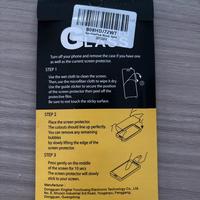 B08HDJ7ZWT
GLASS
Turn off your phone and remove the case if you have one
as well as the current screen protector.
STEP 1
Use the wet cloth to clean the screen.
Then, use the microfiber cloth to wipe it dry.
Use the guide sticker to secure the position
of the screen protector then peel off the
protective film.
Be sure to not touch the sticky surface.
STEP 2
Place the screen protector.
The cutouts should line up perfectly.
You can remove any remaining
bubbles
by slowly lifting the edge of the
screen protector
STEP 3
Press gently on the middle
of the screen for 10 secs
The screen protector will slowly
stick to your screen.
Fenggang,
Dongguan, Guangdong